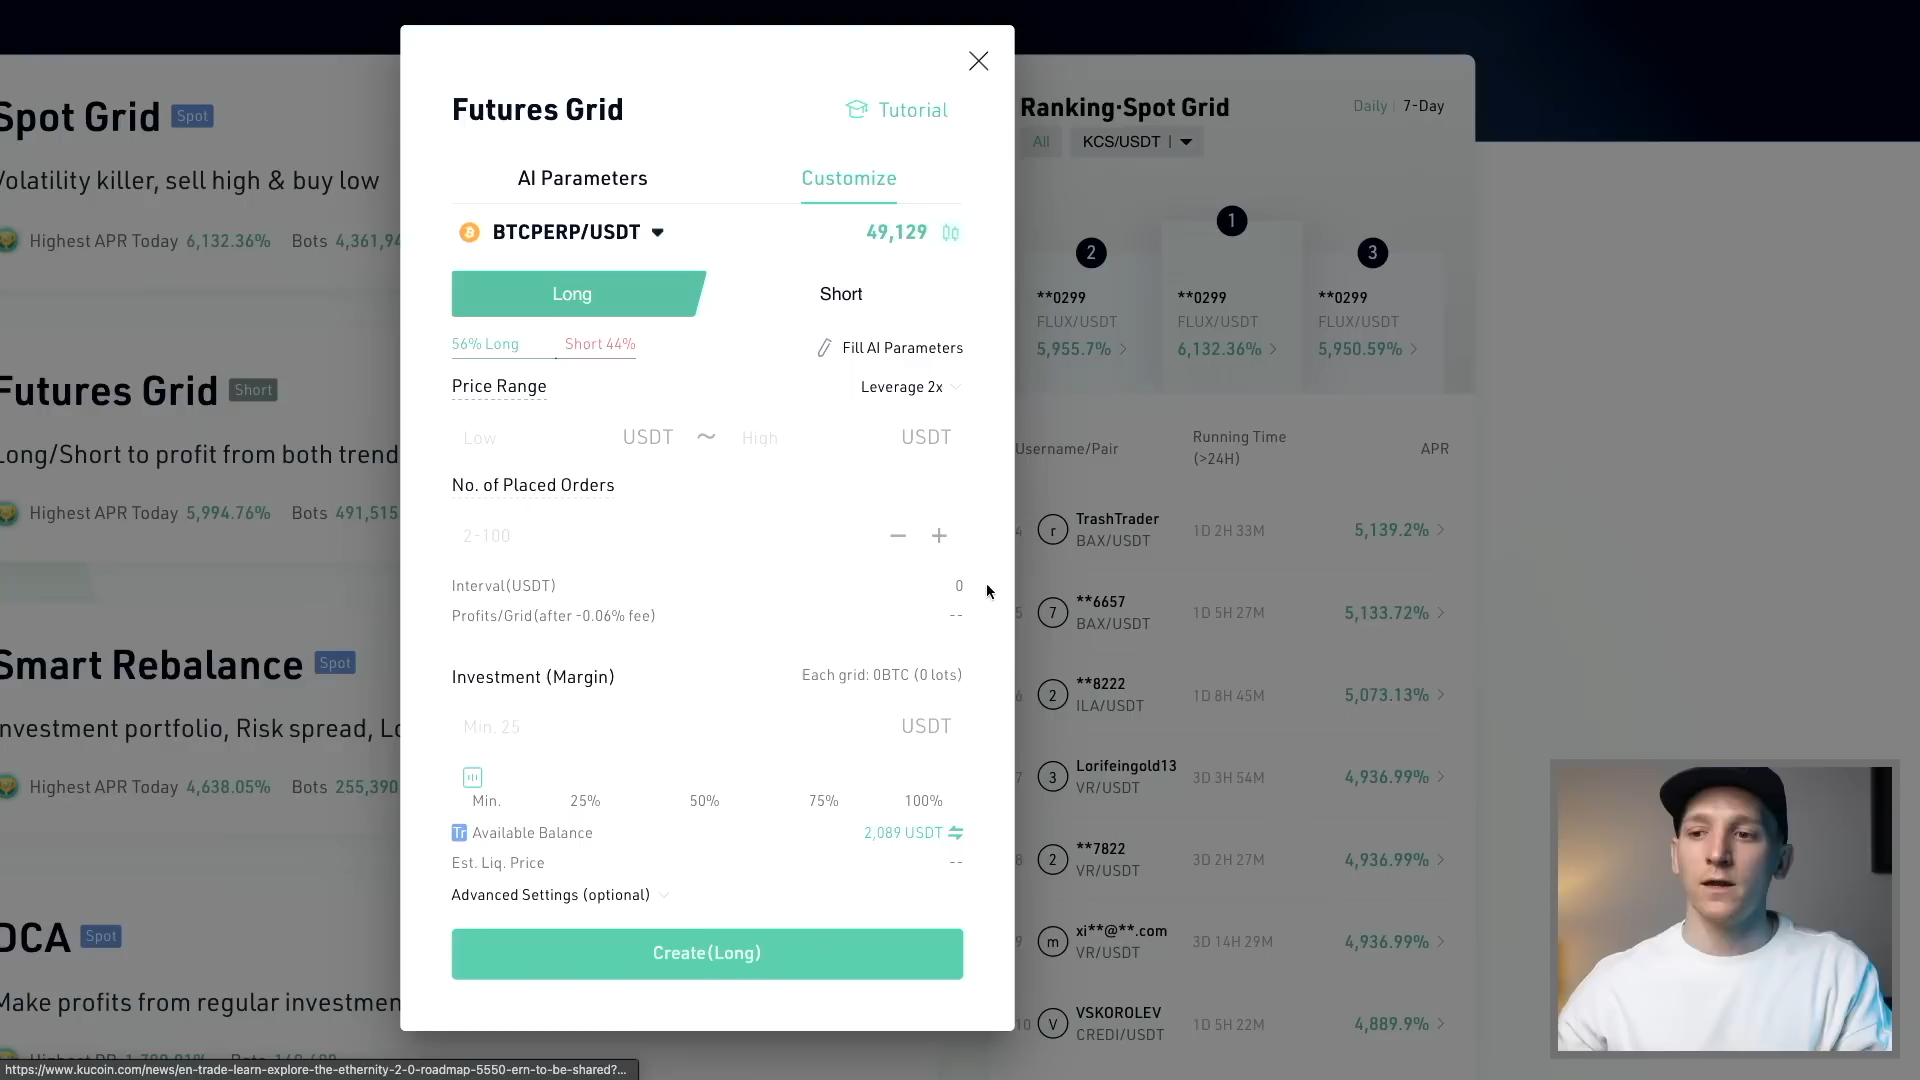 Spot Grid Spot
Volatility killer, sell high & buy low
Highest APR Today 6,132.36% Bots 4,361,94
Futures Grid Short
Long/Short to profit from both trend
Highest APR Today 5,994.76% Bots 491,515
Smart Rebalance Spot
Investment portfolio, Risk spread, Lo
Highest APR Today 4,638.05% Bots 255,390
DCA Spot
Make profits from regular investmen
https://www.kucoin.com/news/en-trade-learn-explore-the-ethernity-2-0-roadmap-5550-ern-to-be-shared?...
Futures Grid
Tutorial
AI Parameters
Customize
BTCPERP/USDT
49,129
Long
Short
56% Long
Short 44%
Fill AI Parameters
Price Range
Leverage 2x
Low USDT ~ High USDT
No. of Placed Orders
2-100
− +
Interval(USDT) 0
Profits/Grid(after -0.06% fee) --
Investment (Margin)
Each grid: 0BTC (0 lots)
Min. 25 USDT
Min. 25% 50% 75% 100%
Tr Available Balance 2,089 USDT
Est. Liq. Price --
Advanced Settings (optional)
Create(Long)
Ranking·Spot Grid
Daily | 7-Day
All KCS/USDT |
1
2
3
**0299 **0299 **0299
FLUX/USDT FLUX/USDT FLUX/USDT
5,955.7% > 6,132.36% > 5,950.59% >
Username/Pair
Running Time
(>24H)
APR
4 r TrashTrader 1D 2H 33M 5,139.2% >
BAX/USDT
5 7 **6657 1D 5H 27M 5,133.72% >
BAX/USDT
6 2 **8222 1D 8H 45M 5,073.13% >
ILA/USDT
7 3 Lorifeingold13 3D 3H 54M 4,936.99% >
VR/USDT
8 2 **7822 3D 2H 27M 4,936.99% >
VR/USDT
9 m xi**@**.com 3D 14H 29M 4,936.99% >
VR/USDT
10 V VSKOROLEV 1D 5H 22M 4,889.9% >
CREDI/USDT